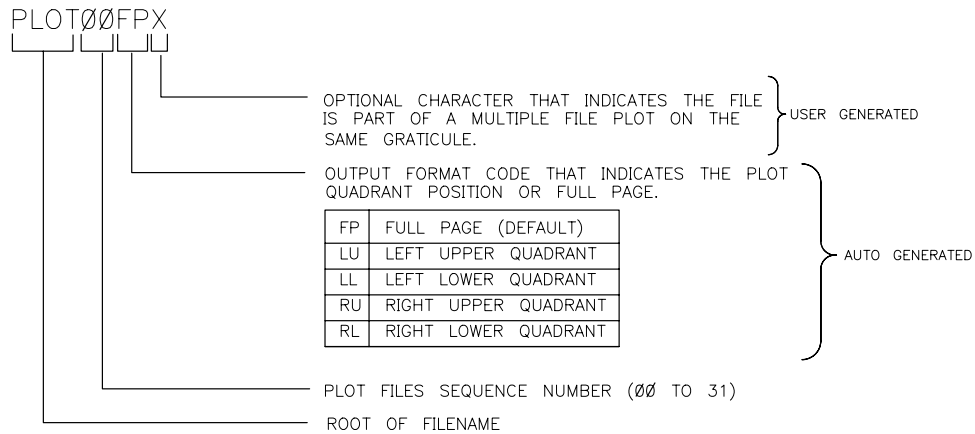 PLOTØØFPX
OPTIONAL CHARACTER THAT INDICATES THE FILE
IS PART OF A MULTIPLE FILE PLOT ON THE
SAME GRATICULE.
USER GENERATED
OUTPUT FORMAT CODE THAT INDICATES THE PLOT
QUADRANT POSITION OR FULL PAGE.
FP FULL PAGE (DEFAULT)
LU LEFT UPPER QUADRANT
LL LEFT LOWER QUADRANT
RU RIGHT UPPER QUADRANT
RL RIGHT LOWER QUADRANT
AUTO GENERATED
PLOT FILES SEQUENCE NUMBER (ØØ TO 31)
ROOT OF FILENAME